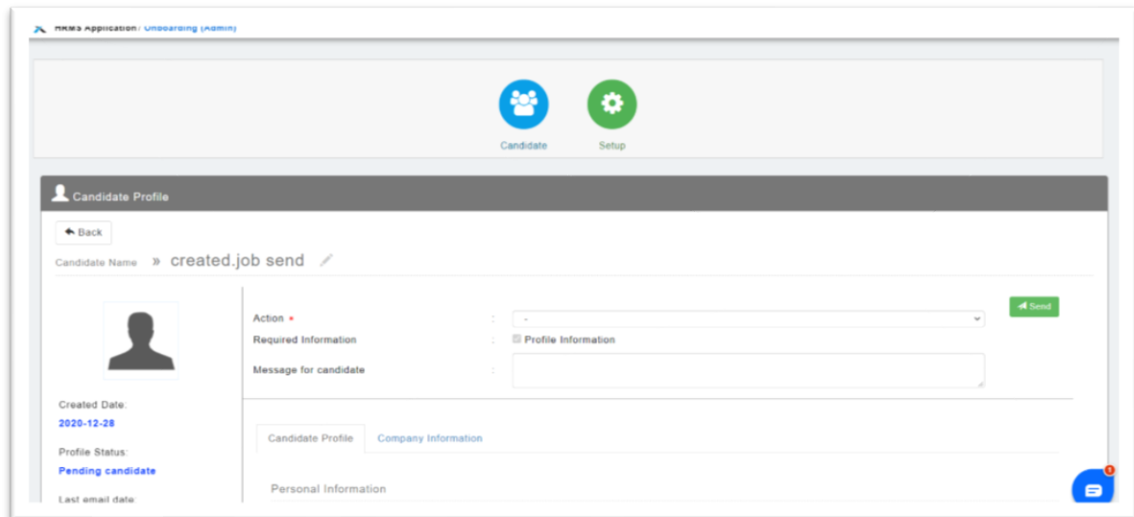 HRMS Application / Onboarding (Admin)
Candidate Setup
Candidate Profile
Back
Candidate Name » created.job send
Send
Action * : -
Required Information : Profile Information
Message for candidate :
Created Date:
2020-12-28
Candidate Profile Company Information
Profile Status:
Pending candidate
Personal Information
Last email date:
1